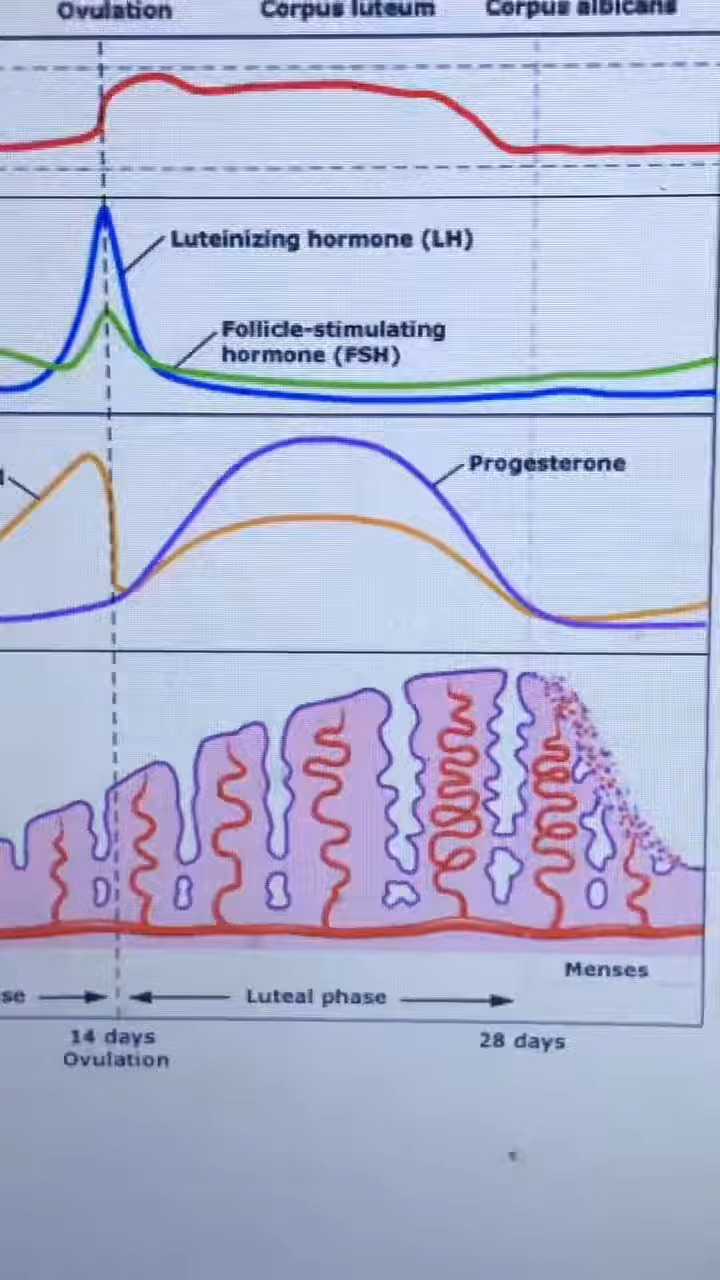 Ovulation Corpus luteum Corpus albicans
Luteinizing hormone (LH)
Follicle-stimulating
hormone (FSH)
Progesterone
Menses
se Luteal phase
14 days
Ovulation
28 days